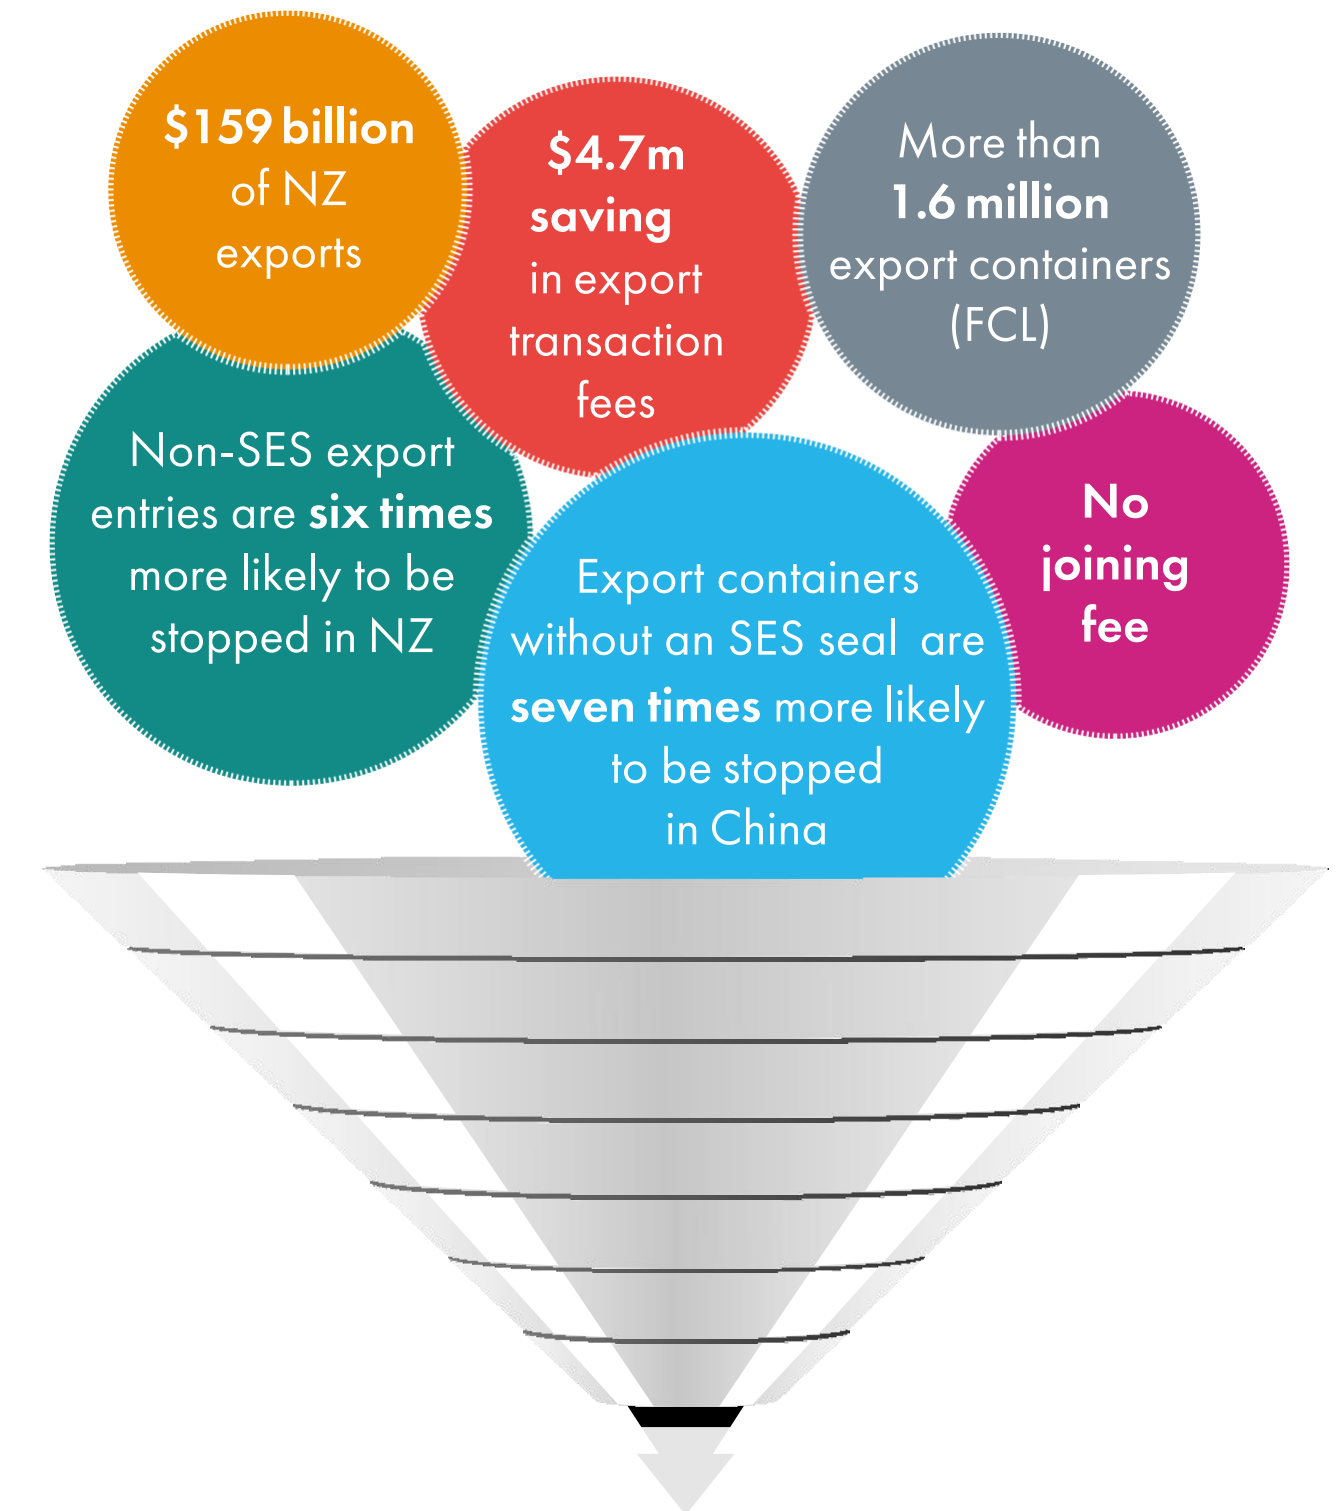 $159 billion
of NZ
exports
$4.7m
saving
in export
transaction
fees
More than
1.6 million
export containers
(FCL)
Non-SES export
entries are six times
more likely to be
stopped in NZ
Export containers
without an SES seal are
seven times more likely
to be stopped
in China
No
joining
fee